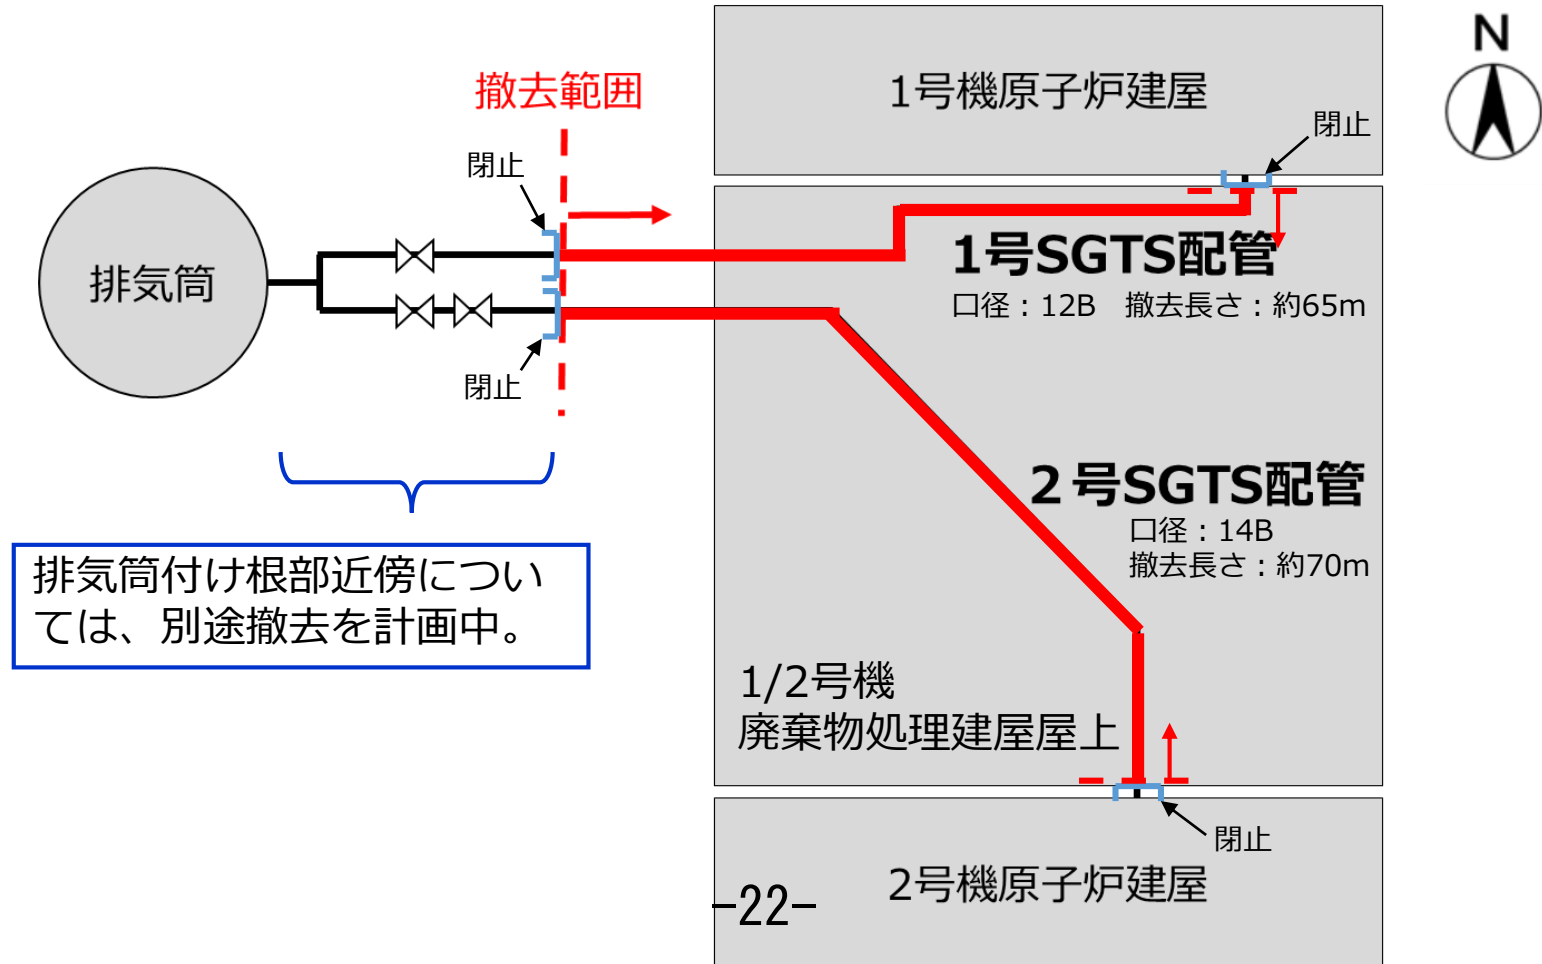 N
撤去範囲
1号機原子炉建屋
閉止
閉止
排気筒
1号SGTS配管
口径：12B　撤去長さ：約65m
閉止
２号SGTS配管
口径：14B
撤去長さ：約70m
排気筒付け根部近傍につい
ては、別途撤去を計画中。
1/2号機
廃棄物処理建屋屋上
閉止
2号機原子炉建屋
-22-